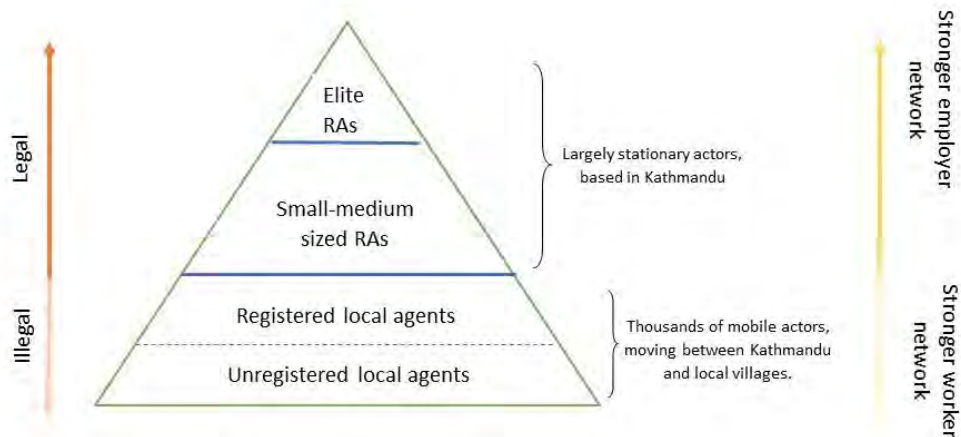 Elite
RAs
Small-medium
sized RAs
Registered local agents
Unregistered local agents
Legal
Illegal
Largely stationary actors,
based in Kathmandu
Thousands of mobile actors,
moving between Kathmandu
and local villages.
Stronger employer
network
Stronger worker
network